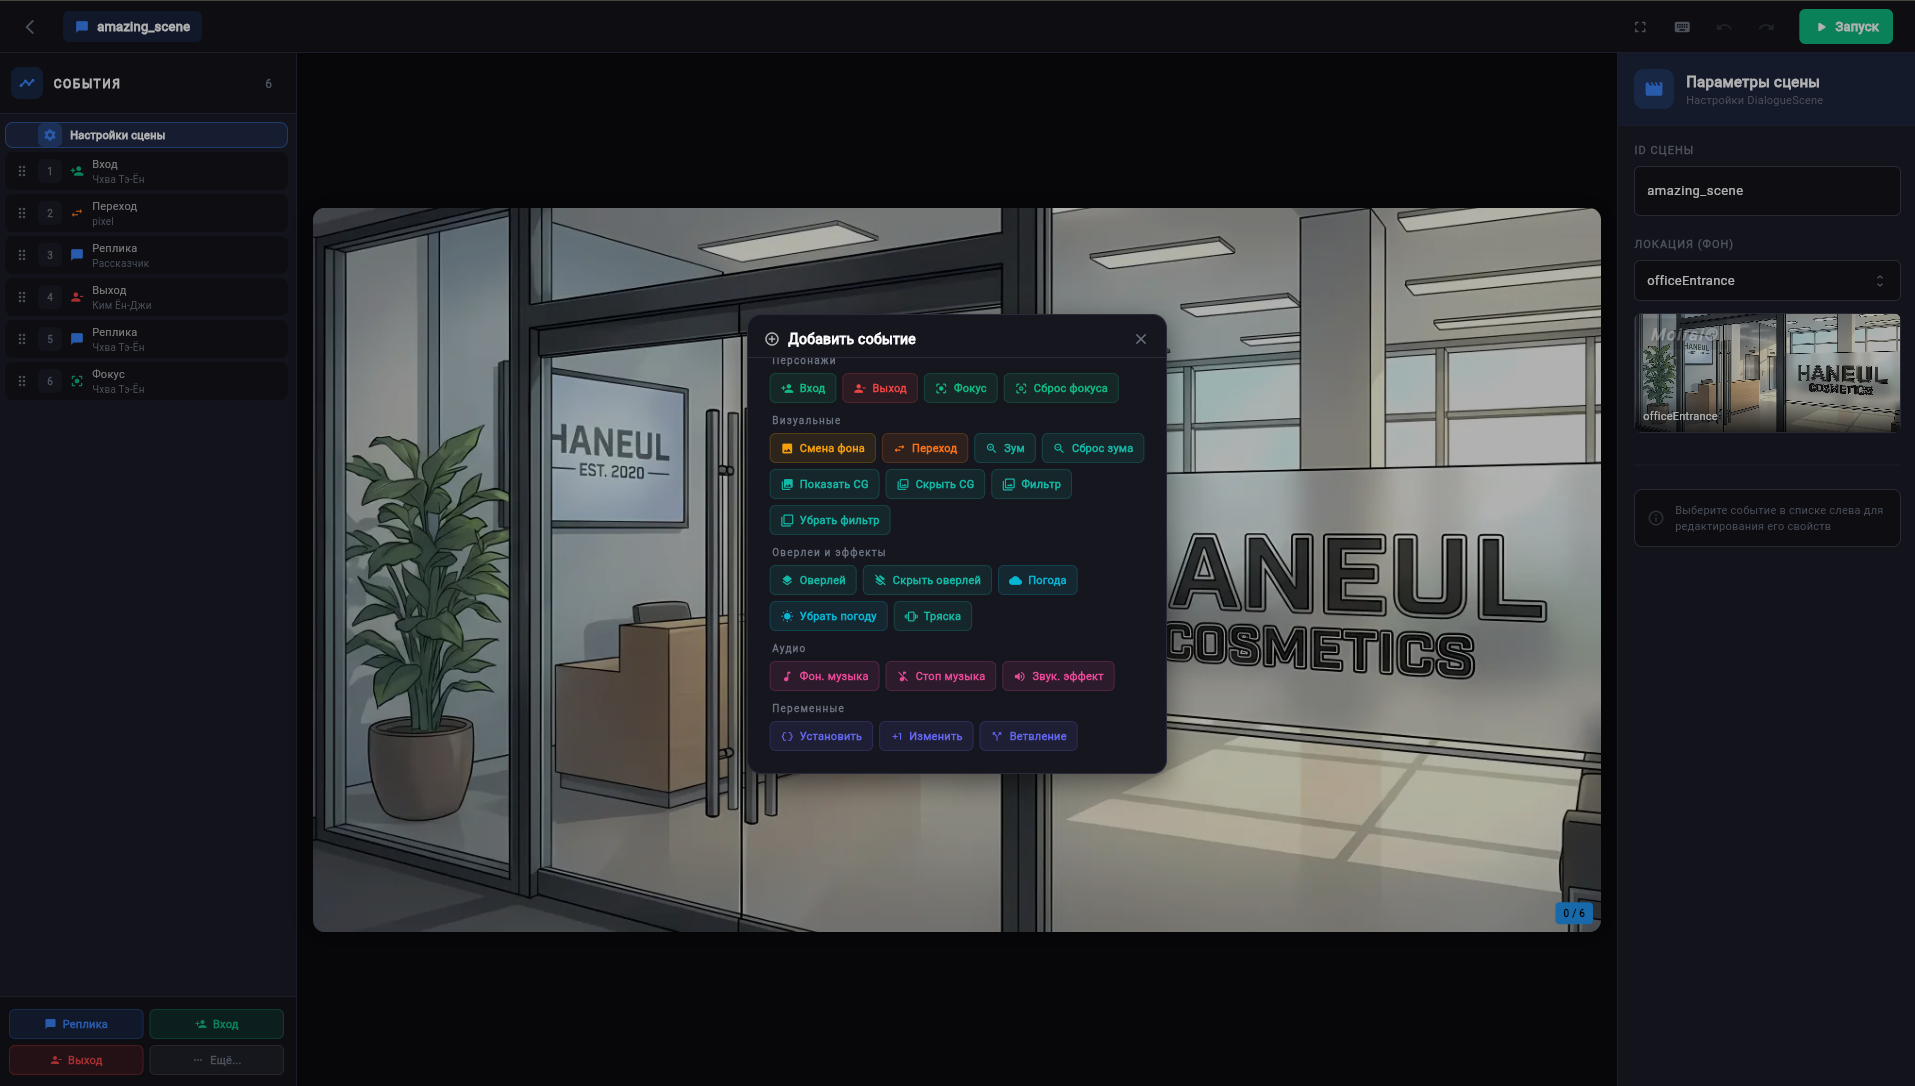 amazing_scene
Запуск
СОБЫТИЯ
6
Настройки сцены
1
Вход
Чхва Тэ-Ён
2
Переход
pixel
3
Реплика
Рассказчик
4
Выход
Ким Ён-Джи
5
Реплика
Чхва Тэ-Ён
6
Фокус
Чхва Тэ-Ён
Реплика
Вход
Выход
Ещё...
HANEUL
EST. 2020
ANEUL
COSMETICS
0 / 6
Добавить событие
Персонажи
Вход
Выход
Фокус
Сброс фокуса
Визуальные
Смена фона
Переход
Зум
Сброс зума
Показать CG
Скрыть CG
Фильтр
Убрать фильтр
Оверлеи и эффекты
Оверлей
Скрыть оверлей
Погода
Убрать погоду
Тряска
Аудио
Фон. музыка
Стоп музыка
Звук. эффект
Переменные
Установить
+1 Изменить
Ветвление
Параметры сцены
Настройки DialogueScene
ID СЦЕНЫ
amazing_scene
ЛОКАЦИЯ (ФОН)
officeEntrance
HANEUL
HANEUL
COSMETICS
officeEntrance
Выберите событие в списке слева для
редактирования его свойств